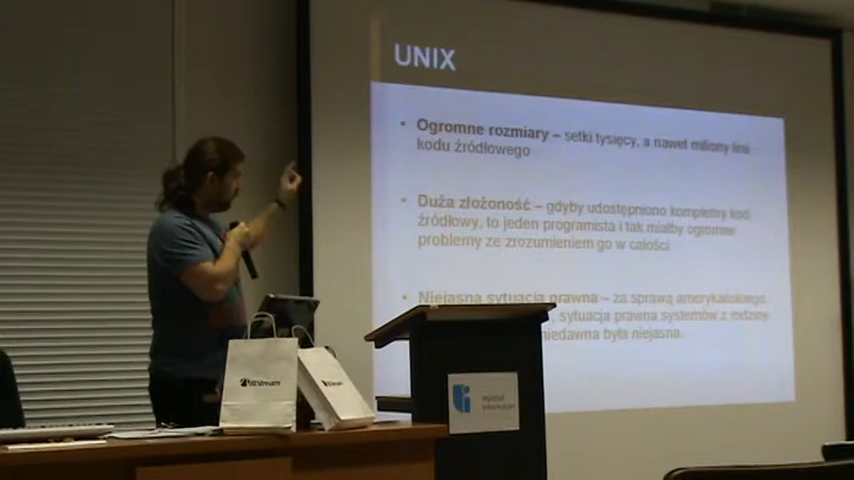 UNIX
• Ogromne rozmiary – setki tysięcy, a nawet miliony linii
kodu źródłowego
• Duża złożoność – gdyby udostępniono kompletny kod
źródłowy, to jeden programista i tak miałby ogromne
problemy ze zrozumieniem go w całości
• Niejasna sytuacja prawna – za sprawą amerykańskiego
, sytuacja prawna systemów z rodziny
niedawna była niejasna.
Wydział
Informatyki